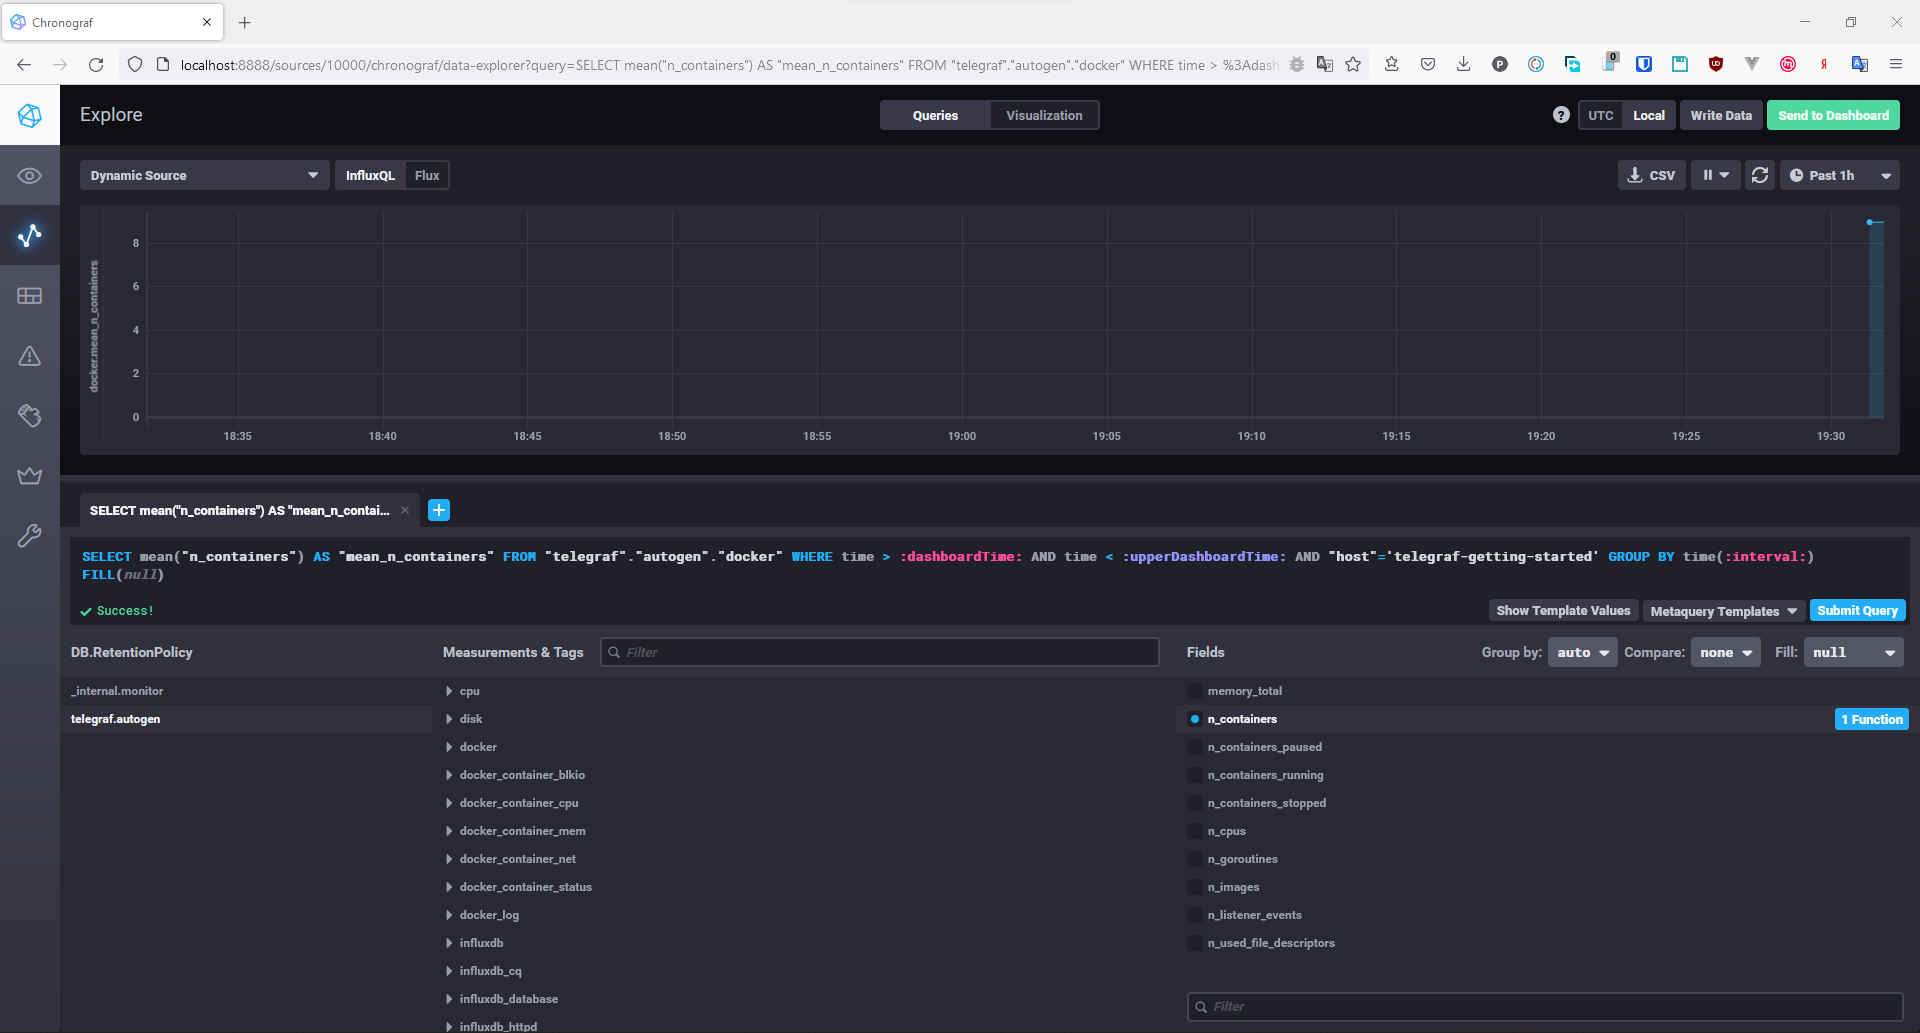 Chronograf
localhost:8888/sources/10000/chronograf/data-explorer?query=SELECT mean("n_containers") AS "mean_n_containers" FROM "telegraf"."autogen"."docker" WHERE time > %3Adash
0
Explore
Queries
Visualization
?
UTC
Local
Write Data
Send to Dashboard
Dynamic Source
InfluxQL
Flux
CSV
Past 1h
docker.mean_n_containers
8
6
4
2
0
18:35
18:40
18:45
18:50
18:55
19:00
19:05
19:10
19:15
19:20
19:25
19:30
SELECT mean("n_containers") AS "mean_n_contai...
SELECT mean("n_containers") AS "mean_n_containers" FROM "telegraf"."autogen"."docker" WHERE time > :dashboardTime: AND time < :upperDashboardTime: AND "host"='telegraf-getting-started' GROUP BY time(:interval:)
FILL(null)
Success!
Show Template Values
Metaquery Templates
Submit Query
DB.RetentionPolicy
Measurements & Tags
Filter
Fields
Group by:
auto
Compare:
none
Fill:
null
_internal.monitor
telegraf.autogen
cpu
disk
docker
docker_container_blkio
docker_container_cpu
docker_container_mem
docker_container_net
docker_container_status
docker_log
influxdb
influxdb_cq
influxdb_database
influxdb_httpd
memory_total
n_containers
1 Function
n_containers_paused
n_containers_running
n_containers_stopped
n_cpus
n_goroutines
n_images
n_listener_events
n_used_file_descriptors
Filter